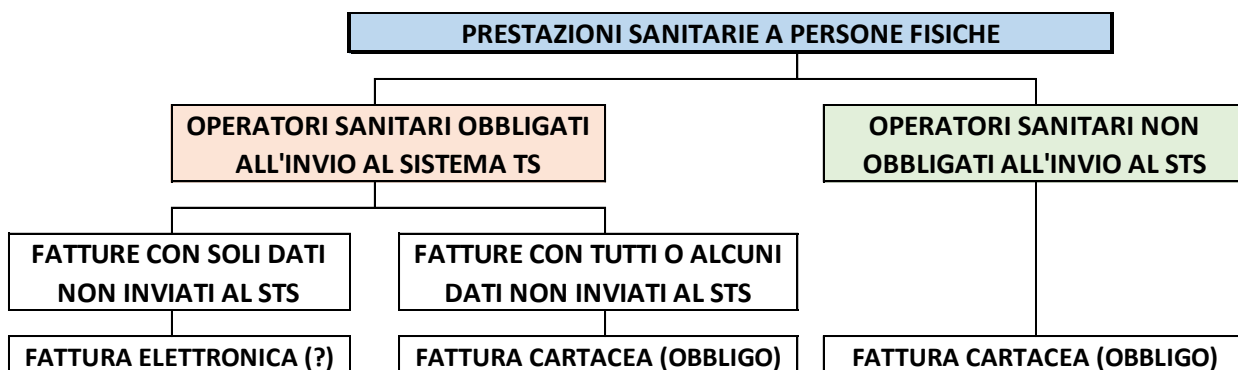 PRESTAZIONI SANITARIE A PERSONE FISICHE
OPERATORI SANITARI OBBLIGATI
ALL'INVIO AL SISTEMA TS
OPERATORI SANITARI NON
OBBLIGATI ALL'INVIO AL STS
FATTURE CON SOLI DATI
NON INVIATI AL STS
FATTURE CON TUTTI O ALCUNI
DATI NON INVIATI AL STS
FATTURA ELETTRONICA (?)
FATTURA CARTACEA (OBBLIGO)
FATTURA CARTACEA (OBBLIGO)